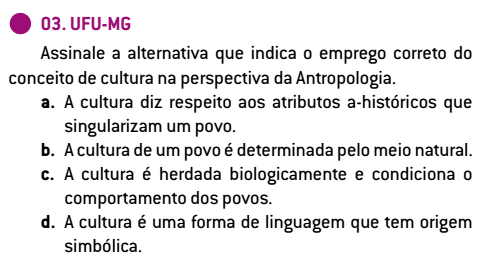 03. UFU-MG
Assinale a alternativa que indica o emprego correto do
conceito de cultura na perspectiva da Antropologia.
a. A cultura diz respeito aos atributos a-históricos que
singularizam um povo.
b. A cultura de um povo é determinada pelo meio natural.
c. A cultura é herdada biologicamente e condiciona o
comportamento dos povos.
d. A cultura é uma forma de linguagem que tem origem
simbólica.